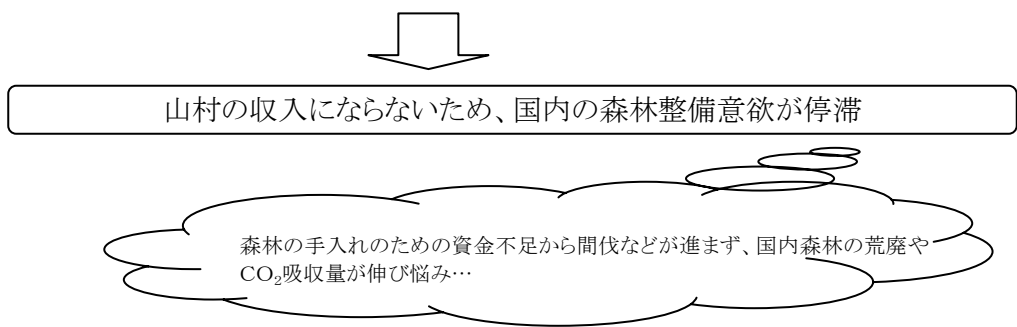 山村の収入にならないため、国内の森林整備意欲が停滞
森林の手入れのための資金不足から間伐などが進まず、国内森林の荒廃や
CO₂吸収量が伸び悩み…